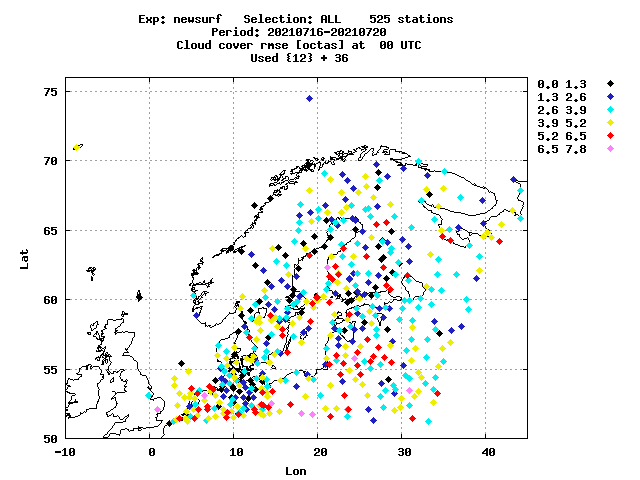 Exp: newsurf   Selection: ALL    525 stations
Period: 20210716-20210720
Cloud cover rmse [octas] at  00 UTC
Used {12} + 36
0.0 1.3
1.3 2.6
2.6 3.9
3.9 5.2
5.2 6.5
6.5 7.8
75
70
65
60
55
50
Lat
-10 0 10 20 30 40
Lon